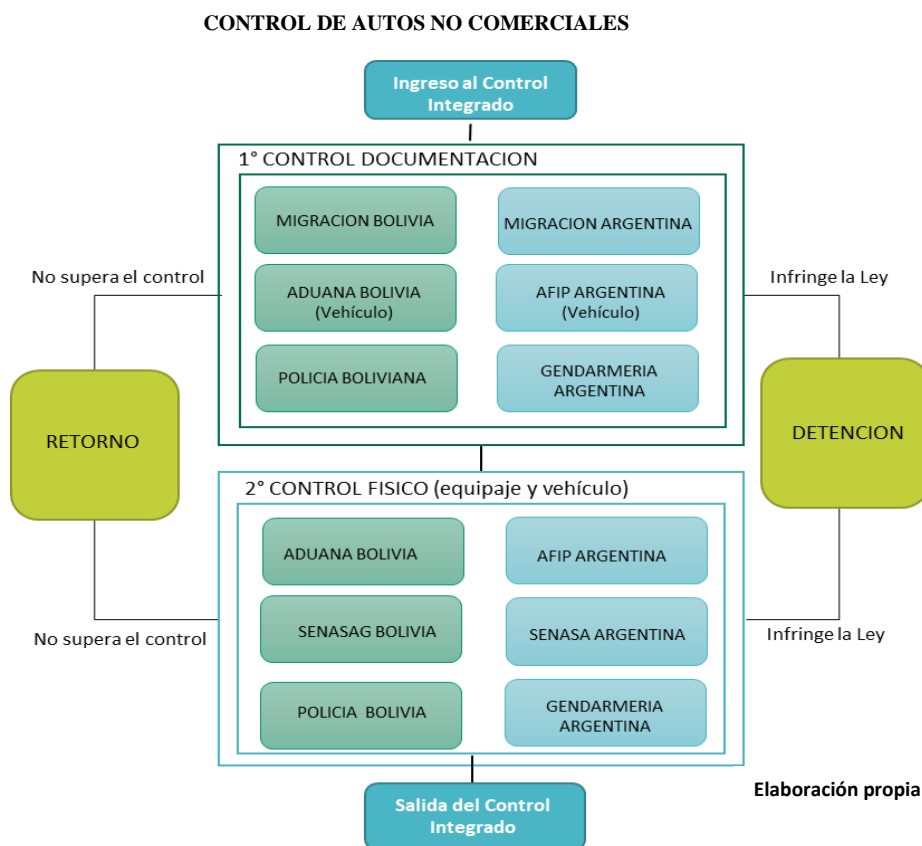 CONTROL DE AUTOS NO COMERCIALES
Ingreso al Control
Integrado
1° CONTROL DOCUMENTACION
MIGRACION BOLIVIA
MIGRACION ARGENTINA
No supera el control
Infringe la Ley
ADUANA BOLIVIA
(Vehículo)
AFIP ARGENTINA
(Vehículo)
POLICIA BOLIVIANA
GENDARMERIA
ARGENTINA
RETORNO
DETENCION
2° CONTROL FISICO (equipaje y vehículo)
ADUANA BOLIVIA
AFIP ARGENTINA
SENASAG BOLIVIA
SENASA ARGENTINA
No supera el control
Infringe la Ley
POLICIA BOLIVIA
GENDARMERIA
ARGENTINA
Elaboración propia
Salida del Control
Integrado